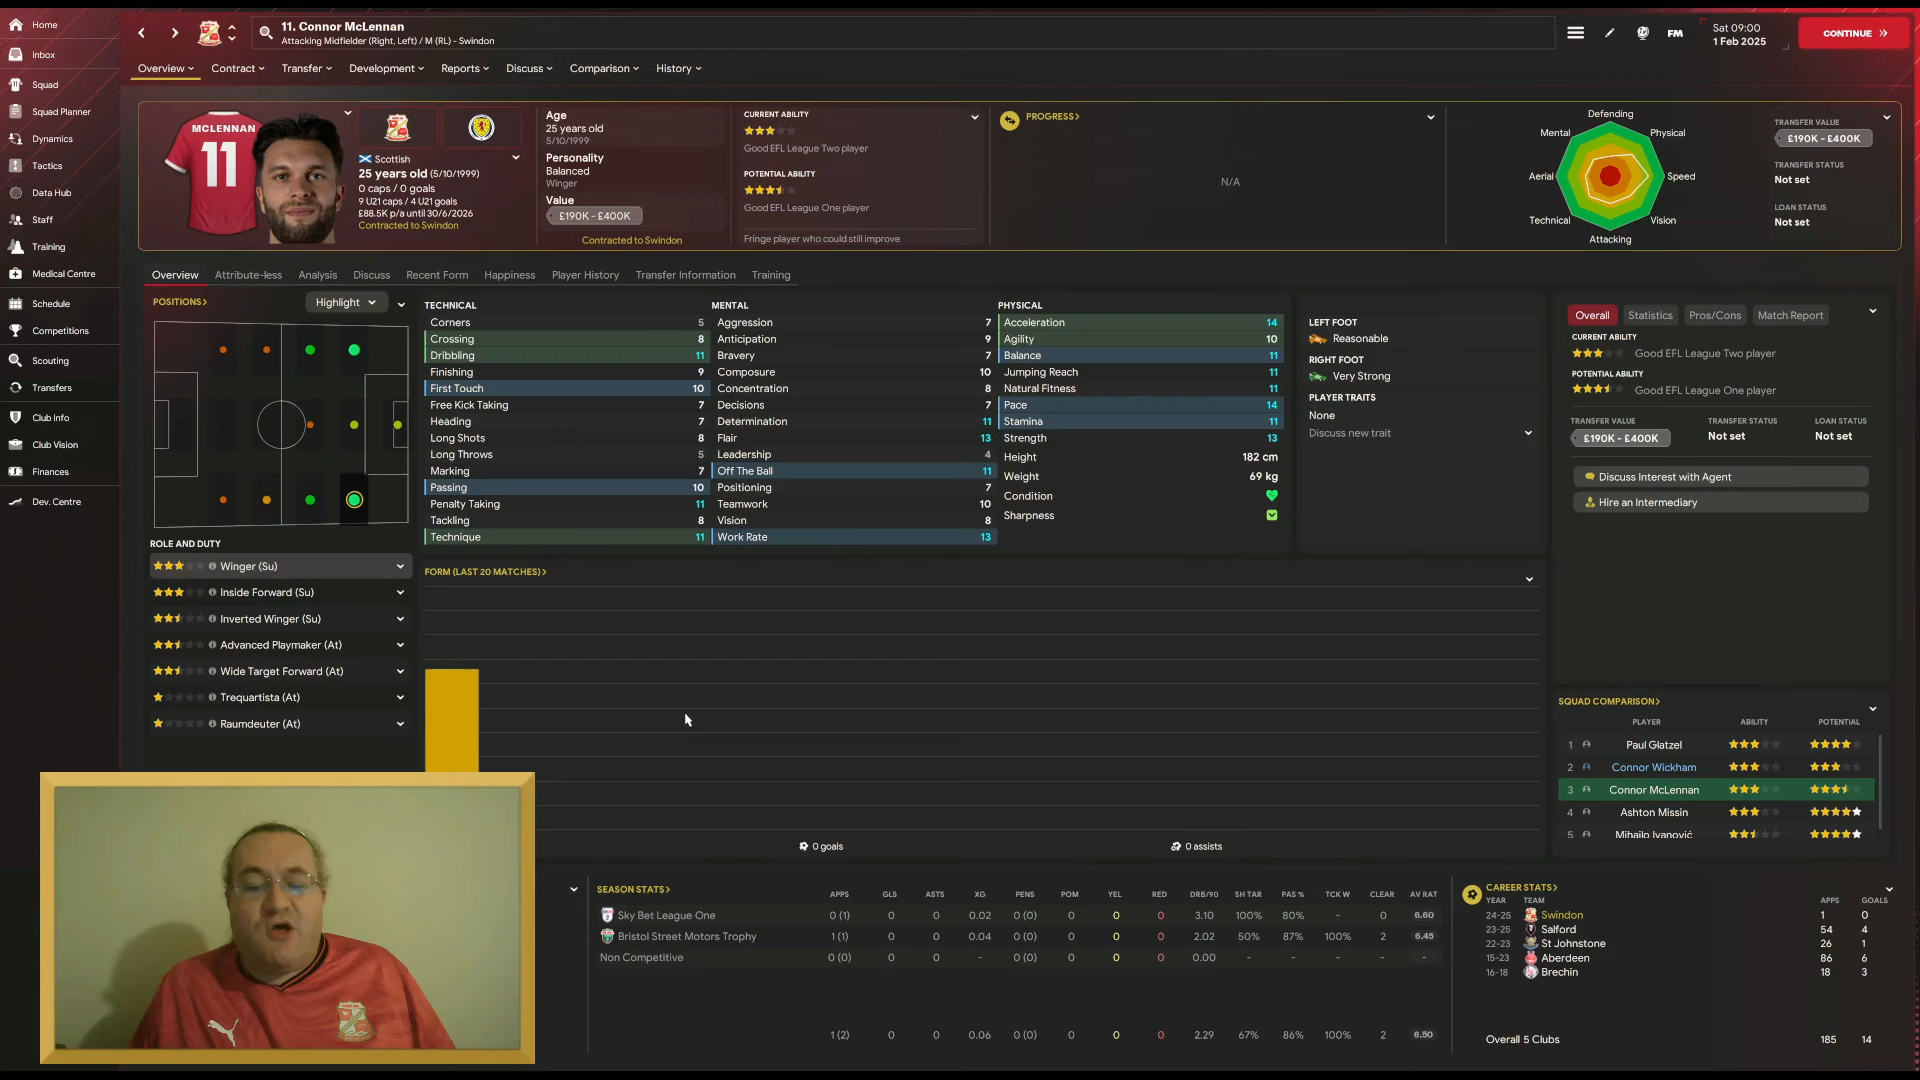 Home
Inbox
Squad
Squad Planner
Dynamics
Tactics
Data Hub
Staff
Training
Medical Centre
Schedule
Competitions
Scouting
Transfers
Club Info
Club Vision
Finances
Dev. Centre
11. Connor McLennan
Attacking Midfielder (Right, Left) / M (RL) - Swindon
FM
Sat 09:00
1 Feb 2025
CONTINUE
Overview Contract Transfer Development Reports Discuss Comparison History
MCLENNAN
11
Scottish
25 years old (5/10/1999)
0 caps / 0 goals
9 U21 caps / 4 U21 goals
£88.5K p/a until 30/6/2026
Contracted to Swindon
Age
25 years old
5/10/1999
Personality
Balanced
Winger
Value
£190K - £400K
Contracted to Swindon
CURRENT ABILITY
Good EFL League Two player
POTENTIAL ABILITY
Good EFL League One player
Fringe player who could still improve
PROGRESS>
N/A
Defending
Mental Physical
Aerial Speed
Technical Vision
Attacking
TRANSFER VALUE
£190K - £400K
TRANSFER STATUS
Not set
LOAN STATUS
Not set
Overview Attribute-less Analysis Discuss Recent Form Happiness Player History Transfer Information Training
POSITIONS>
Highlight
ROLE AND DUTY
Winger (Su)
Inside Forward (Su)
Inverted Winger (Su)
Advanced Playmaker (At)
Wide Target Forward (At)
Trequartista (At)
Raumdeuter (At)
TECHNICAL
Corners 5
Crossing 8
Dribbling 11
Finishing 9
First Touch 10
Free Kick Taking 7
Heading 7
Long Shots 8
Long Throws 5
Marking 7
Passing 10
Penalty Taking 11
Tackling 8
Technique 11
MENTAL
Aggression 7
Anticipation 9
Bravery 7
Composure 10
Concentration 8
Decisions 7
Determination 11
Flair 13
Leadership 4
Off The Ball 11
Positioning 7
Teamwork 10
Vision 8
Work Rate 13
PHYSICAL
Acceleration 14
Agility 10
Balance 11
Jumping Reach 11
Natural Fitness 11
Pace 14
Stamina 11
Strength 13
Height 182 cm
Weight 69 kg
Condition
Sharpness
LEFT FOOT
Reasonable
RIGHT FOOT
Very Strong
PLAYER TRAITS
None
Discuss new trait
Overall Statistics Pros/Cons Match Report
CURRENT ABILITY
Good EFL League Two player
POTENTIAL ABILITY
Good EFL League One player
TRANSFER VALUE TRANSFER STATUS LOAN STATUS
£190K - £400K Not set Not set
Discuss Interest with Agent
Hire an Intermediary
FORM (LAST 20 MATCHES)>
0 goals 0 assists
SQUAD COMPARISON>
PLAYER ABILITY POTENTIAL
1 Paul Glatzel
2 Connor Wickham
3 Connor McLennan
4 Ashton Missin
5 Mihailo Ivanović
SEASON STATS> APPS GLS ASTS XG PENS POM YEL RED DRB/90 SH TAR PAS % TCK W CLEAR AV RAT
Sky Bet League One 0 (1) 0 0 0.02 0 (0) 0 0 0 3.10 100% 80% - 0 6.60
Bristol Street Motors Trophy 1 (1) 0 0 0.04 0 (0) 0 0 0 2.02 50% 87% 100% 2 6.45
Non Competitive 0 (0) 0 0 - 0 (0) 0 0 0 0.00 - - - - -
1 (2) 0 0 0.06 0 (0) 0 0 0 2.29 67% 86% 100% 2 6.50
CAREER STATS>
YEAR TEAM APPS GOALS
24-25 Swindon 1 0
23-25 Salford 54 4
22-23 St Johnstone 26 1
15-23 Aberdeen 86 6
16-18 Brechin 18 3
Overall 5 Clubs 185 14